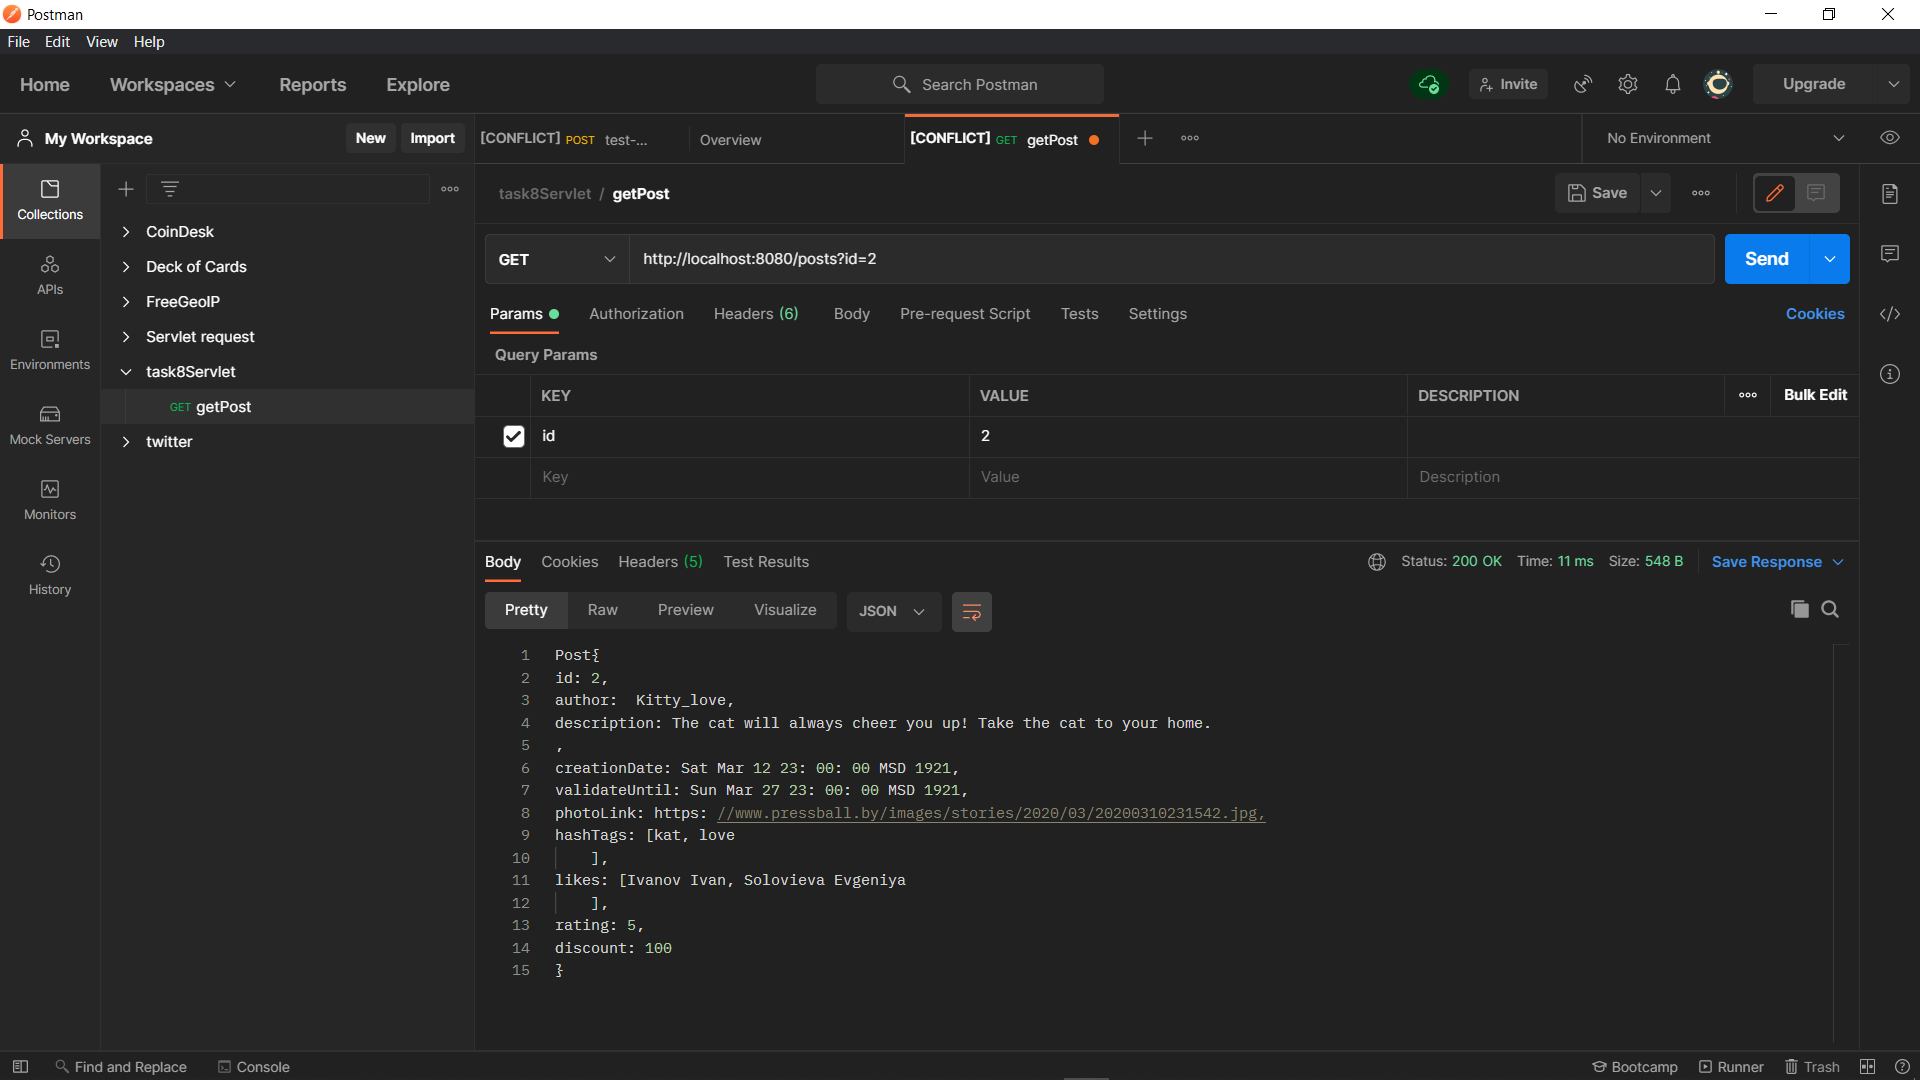 Postman
File Edit View Help
Home Workspaces Reports Explore Search Postman Invite Upgrade
My Workspace New Import [CONFLICT] POST test-... Overview [CONFLICT] GET getPost No Environment
task8Servlet / getPost Save
Collections
APIs
Environments
Mock Servers
Monitors
History
CoinDesk
Deck of Cards
FreeGeoIP
Servlet request
task8Servlet
GET getPost
twitter
GET http://localhost:8080/posts?id=2 Send
Params Authorization Headers (6) Body Pre-request Script Tests Settings Cookies
Query Params
KEY VALUE DESCRIPTION Bulk Edit
id 2
Key Value Description
Body Cookies Headers (5) Test Results Status: 200 OK Time: 11 ms Size: 548 B Save Response
Pretty Raw Preview Visualize JSON
1 Post{
2 id: 2,
3 author:  Kitty_love,
4 description: The cat will always cheer you up! Take the cat to your home.
5 ,
6 creationDate: Sat Mar 12 23: 00: 00 MSD 1921,
7 validateUntil: Sun Mar 27 23: 00: 00 MSD 1921,
8 photoLink: https: //www.pressball.by/images/stories/2020/03/20200310231542.jpg,
9 hashTags: [kat, love
10 ],
11 likes: [Ivanov Ivan, Solovieva Evgeniya
12 ],
13 rating: 5,
14 discount: 100
15 }
Find and Replace Console Bootcamp Runner Trash